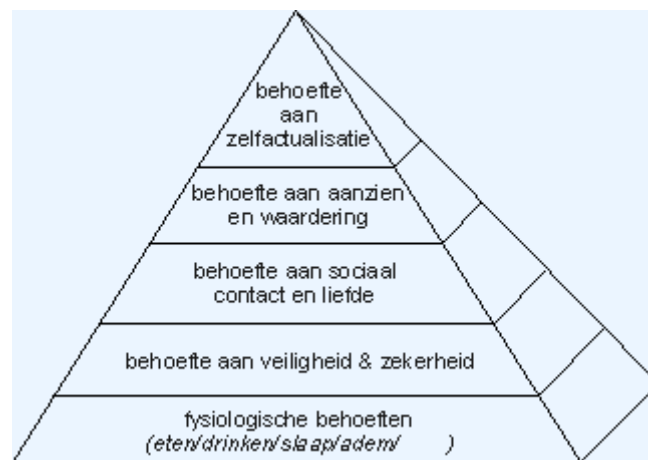 behoefte
aan
zelfactualisatie
behoefte aan aanzien
en waardering
behoefte aan sociaal
contact en liefde
behoefte aan veiligheid & zekerheid
fysiologische behoeften
(eten/drinken/slaap/adem/ )